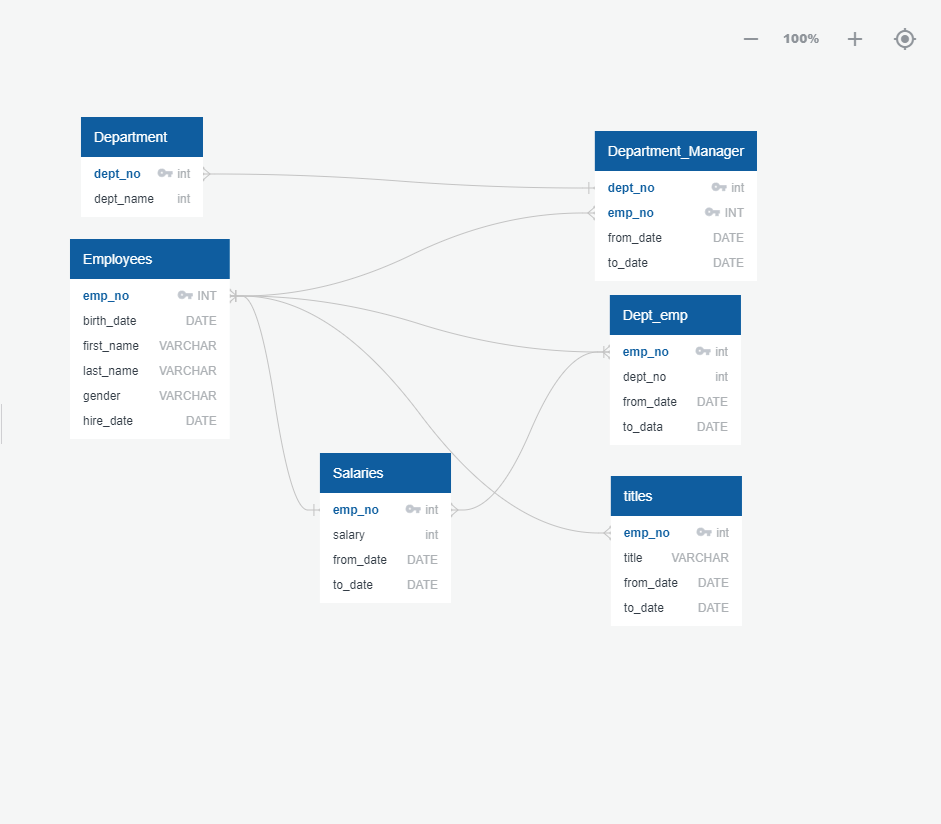 100%
Department
dept_no int
dept_name int
Employees
emp_no INT
birth_date DATE
first_name VARCHAR
last_name VARCHAR
gender VARCHAR
hire_date DATE
Department_Manager
dept_no int
emp_no INT
from_date DATE
to_date DATE
Dept_emp
emp_no int
dept_no int
from_date DATE
to_data DATE
Salaries
emp_no int
salary int
from_date DATE
to_date DATE
titles
emp_no int
title VARCHAR
from_date DATE
to_date DATE